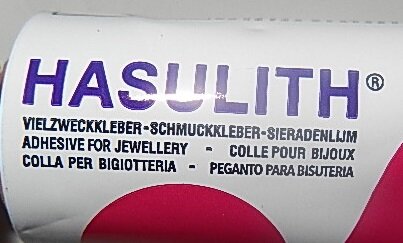 HASULITH®
VIELZWECKKLEBER-SCHMUCKKLEBER-SIERADENLIJM
ADHESIVE FOR JEWELLERY - COLLE POUR BIJOUX
COLLA PER BIGIOTTERIA - PEGANTO PARA BISUTERIA